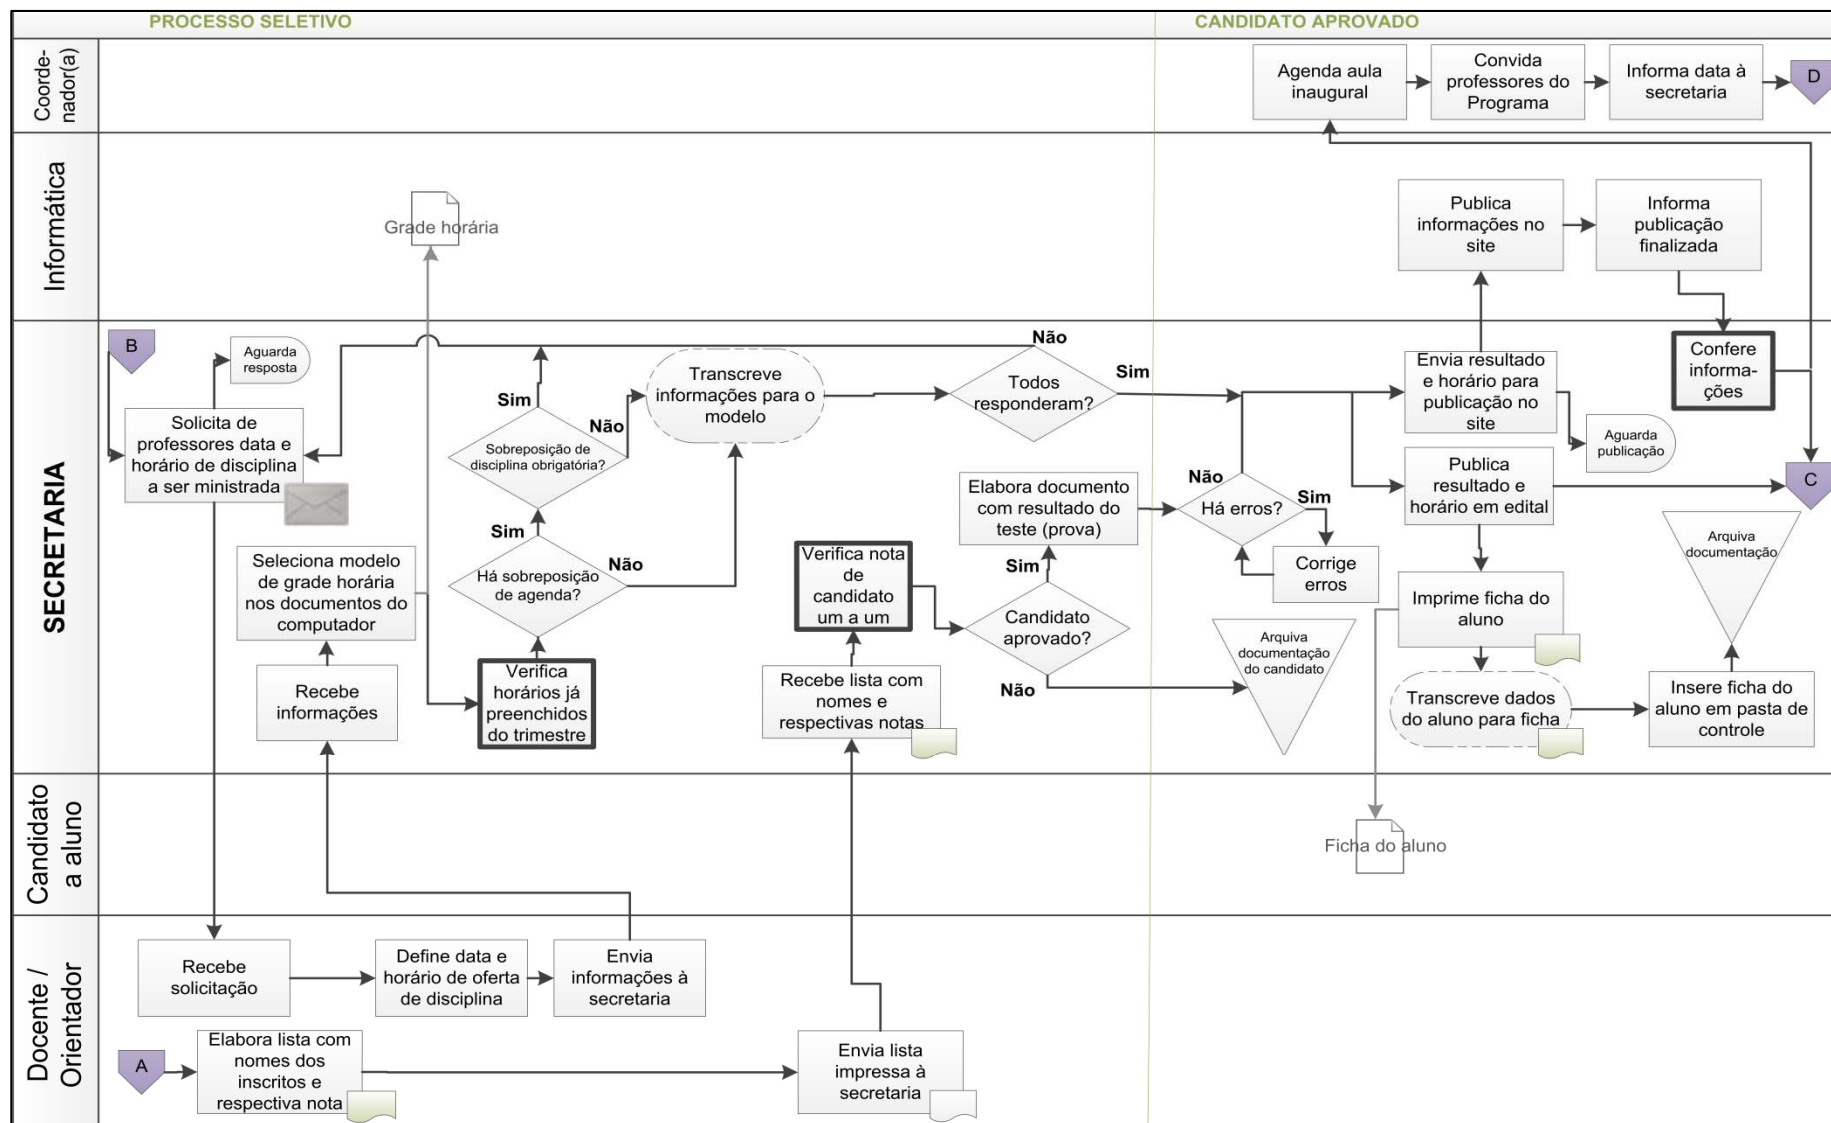 PROCESSO SELETIVO
CANDIDATO APROVADO
Coorde-
nador(a)
Agenda aula
inaugural
Convida
professores do
Programa
Informa data à
secretaria
D
Informática
Grade horária
Publica
informações no
site
Informa
publicação
finalizada
SECRETARIA
B
Aguarda
resposta
Solicita de
professores data e
horário de disciplina
a ser ministrada
Seleciona modelo
de grade horária
nos documentos do
computador
Recebe
informações
Sim
Não
Sobreposição de
disciplina obrigatória?
Sim
Não
Há sobreposição
de agenda?
Verifica
horários já
preenchidos
do trimestre
Transcreve
informações para o
modelo
Não
Sim
Todos
responderam?
Elabora documento
com resultado do
teste (prova)
Verifica nota
de
candidato
um a um
Sim
Candidato
aprovado?
Não
Recebe lista com
nomes e
respectivas notas
Não
Sim
Há erros?
Corrige
erros
Arquiva
documentação
do candidato
Envia resultado
e horário para
publicação no
site
Aguarda
publicação
Confere
informa-
ções
Publica
resultado e
horário em edital
C
Imprime ficha do
aluno
Arquiva
documentação
Transcreve dados
do aluno para ficha
Insere ficha do
aluno em pasta de
controle
Candidato
a aluno
Ficha do aluno
Docente /
Orientador
Recebe
solicitação
Define data e
horário de oferta
de disciplina
Envia
informações à
secretaria
A
Elabora lista com
nomes dos
inscritos e
respectiva nota
Envia lista
impressa à
secretaria